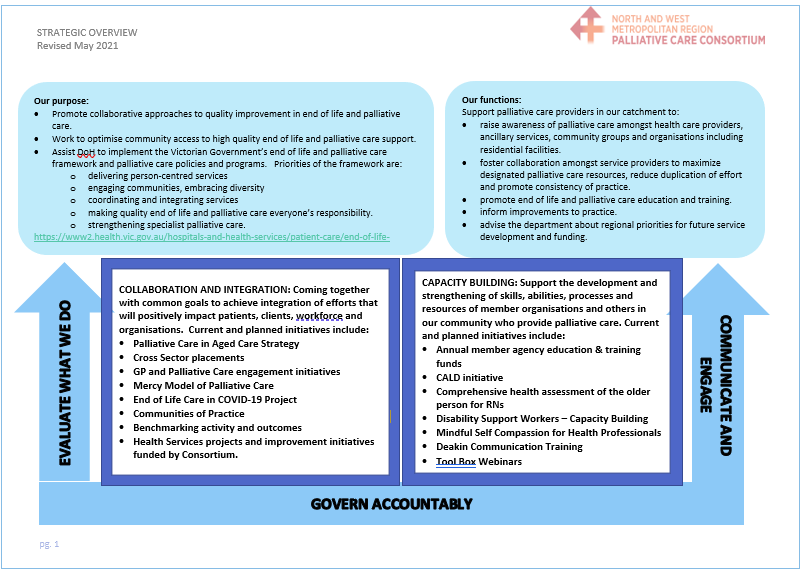 STRATEGIC OVERVIEW
Revised May 2021
NORTH AND WEST
METROPOLITAN REGION
PALLIATIVE CARE CONSORTIUM
Our purpose:
• Promote collaborative approaches to quality improvement in end of life and palliative
care.
• Work to optimise community access to high quality end of life and palliative care support.
• Assist DoH to implement the Victorian Government's end of life and palliative care
framework and palliative care policies and programs. Priorities of the framework are:
o delivering person-centred services
o engaging communities, embracing diversity
o coordinating and integrating services
o making quality end of life and palliative care everyone's responsibility.
o strengthening specialist palliative care.
https://www2.health.vic.gov.au/hospitals-and-health-services/patient-care/end-of-life-
Our functions:
Support palliative care providers in our catchment to:
• raise awareness of palliative care amongst health care providers,
ancillary services, community groups and organisations including
residential facilities.
• foster collaboration amongst service providers to maximize
designated palliative care resources, reduce duplication of effort
and promote consistency of practice.
• promote end of life and palliative care education and training.
• inform improvements to practice.
• advise the department about regional priorities for future service
development and funding.
EVALUATE WHAT WE DO
COLLABORATION AND INTEGRATION: Coming together
with common goals to achieve integration of efforts that
will positively impact patients, clients, workforce and
organisations. Current and planned initiatives include:
• Palliative Care in Aged Care Strategy
• Cross Sector placements
• GP and Palliative Care engagement initiatives
• Mercy Model of Palliative Care
• End of Life Care in COVID-19 Project
• Communities of Practice
• Benchmarking activity and outcomes
• Health Services projects and improvement initiatives
funded by Consortium.
CAPACITY BUILDING: Support the development and
strengthening of skills, abilities, processes and
resources of member organisations and others in
our community who provide palliative care. Current
and planned initiatives include:
• Annual member agency education & training
funds
• CALD initiative
• Comprehensive health assessment of the older
person for RNs
• Disability Support Workers – Capacity Building
• Mindful Self Compassion for Health Professionals
• Deakin Communication Training
• Tool Box Webinars
COMMUNICATE AND
ENGAGE
GOVERN ACCOUNTABLY
pg. 1